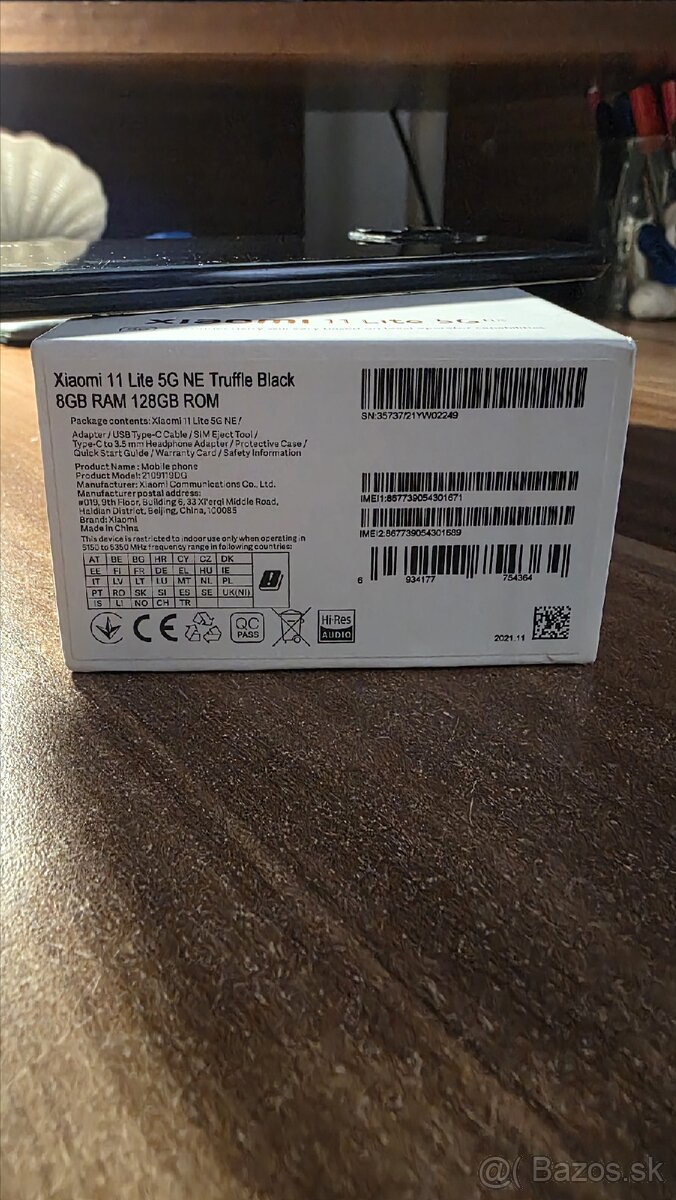 Xiaomi 11 Lite 5G NE
Xiaomi 11 Lite 5G NE Truffle Black
8GB RAM 128GB ROM
Package contents: Xiaomi 11 Lite 5G NE /
Adapter / USB Type-C Cable / SIM Eject Tool /
Type-C to 3.5 mm Headphone Adapter / Protective Case /
Quick Start Guide / Warranty Card / Safety Information
Product Name: Mobile phone
Product Model: 2109119DG
Manufacturer: Xiaomi Communications Co., Ltd.
Manufacturer postal address:
#019, 9th Floor, Building 6, 33 Xi'erqi Middle Road,
Haidian District, Beijing, China, 100085
Brand: Xiaomi
Made in China
This device is restricted to indoor use only when operating in
5150 to 5350 MHz frequency range in following countries:
AT BE BG HR CY CZ DK
EE FI FR DE EL HU IE
IT LV LT LU MT NL PL
PT RO SK SI ES SE UK(NI)
IS LI NO CH TR
CE
QC
PASS
Hi-Res
AUDIO
SN:35737/21YW02249
IMEI1:867739054301671
IMEI2:867739054301689
6 934177 754364
2021.11
@( Bazos.sk